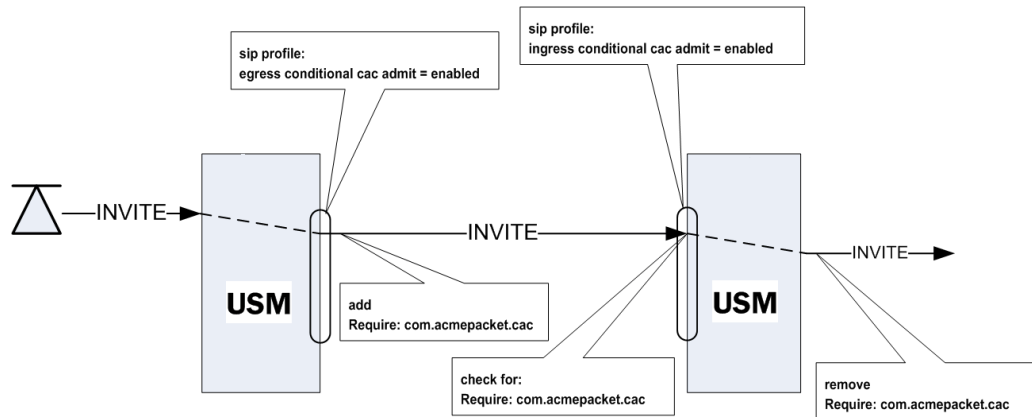 sip profile:
egress conditional cac admit = enabled
sip profile:
ingress conditional cac admit = enabled
INVITE
INVITE
INVITE
USM
USM
add
Require: com.acmepacket.cac
check for:
Require: com.acmepacket.cac
remove
Require: com.acmepacket.cac